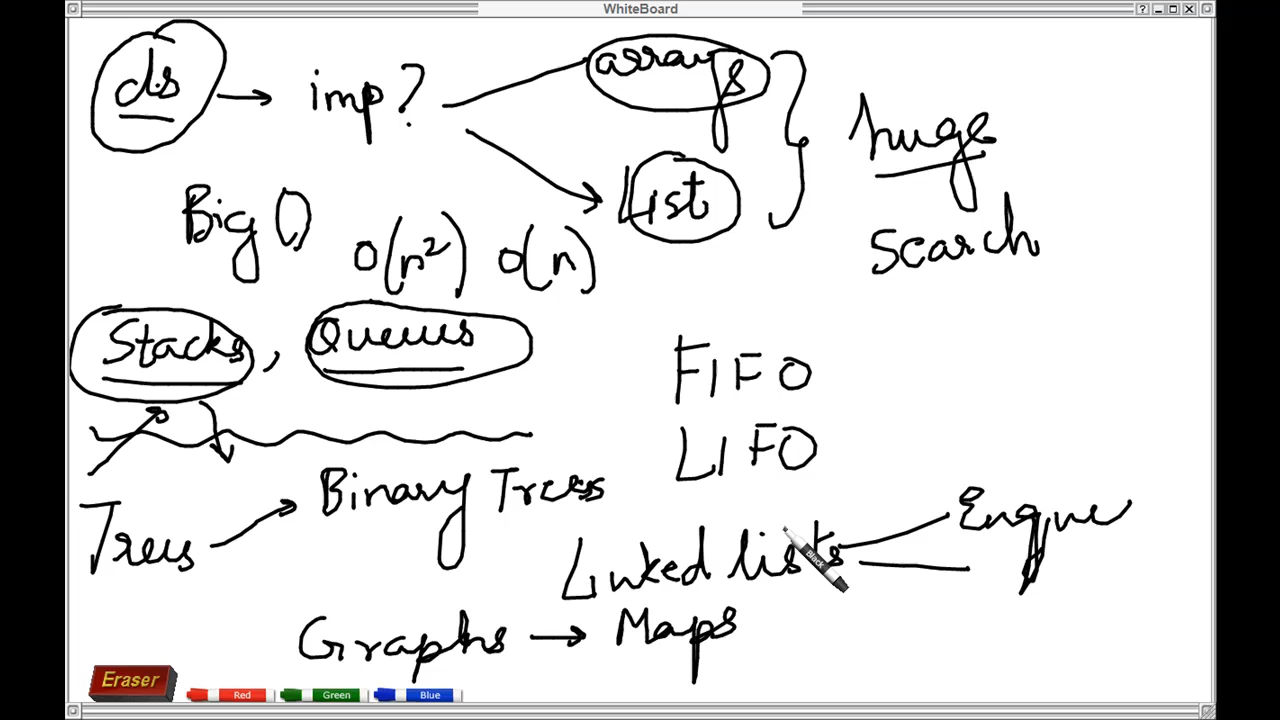 WhiteBoard
ds → imp?
arrays
List
huge
search
Big O
O(n²) O(n)
Stacks, Queues
FIFO
LIFO
Trees → Binary Trees
Linked lists
Graphs → Maps
Eraser
Red
Green
Blue
Black